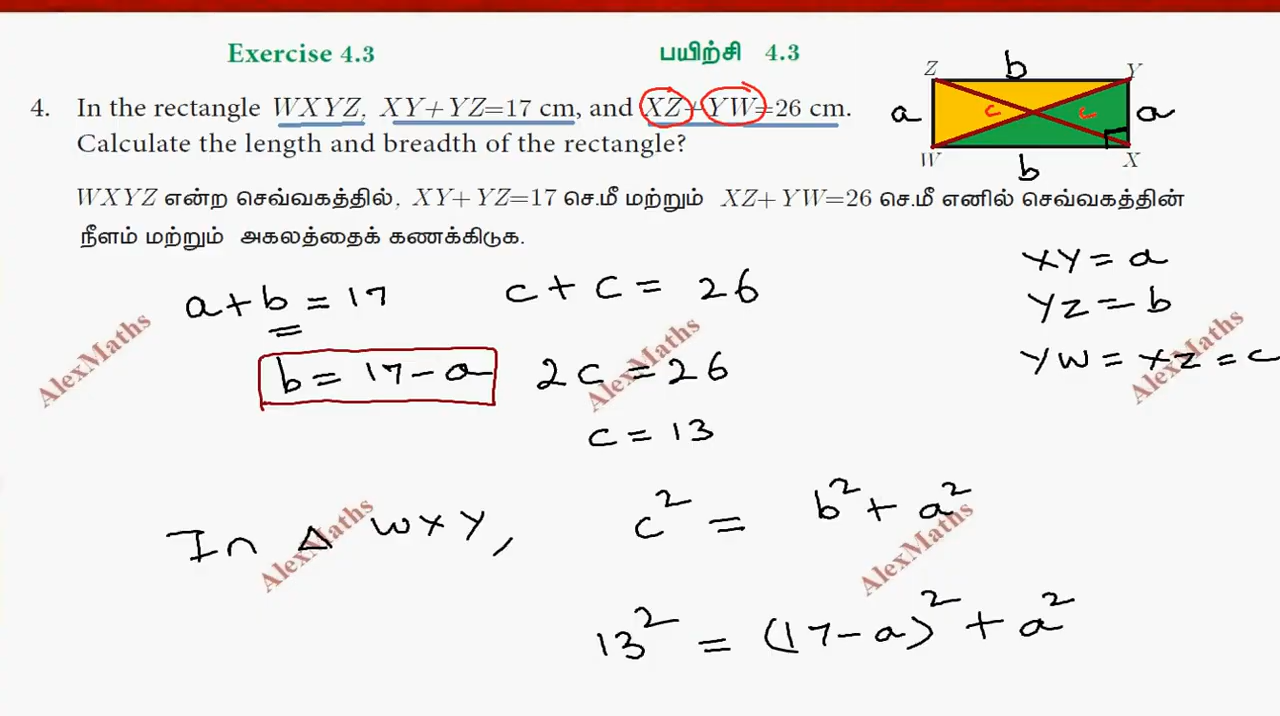 Exercise 4.3
பயிற்சி 4.3
4. In the rectangle WXYZ, XY+YZ=17 cm, and XZ+YW=26 cm.
Calculate the length and breadth of the rectangle?
WXYZ என்ற செவ்வகத்தில், XY+YZ=17 செ.மீ மற்றும் XZ+YW=26 செ.மீ எனில் செவ்வகத்தின்
நீளம் மற்றும் அகலத்தைக் கணக்கிடுக.
Z b Y
a c c a
W b X
XY = a
YZ = b
YW = XZ = c
a+b = 17
c + c = 26
b = 17 - a
2c = 26
c = 13
In Δ WXY,
c² = b² + a²
13² = (17-a)² + a²
AlexMaths
AlexMaths
AlexMaths
AlexMaths
AlexMaths